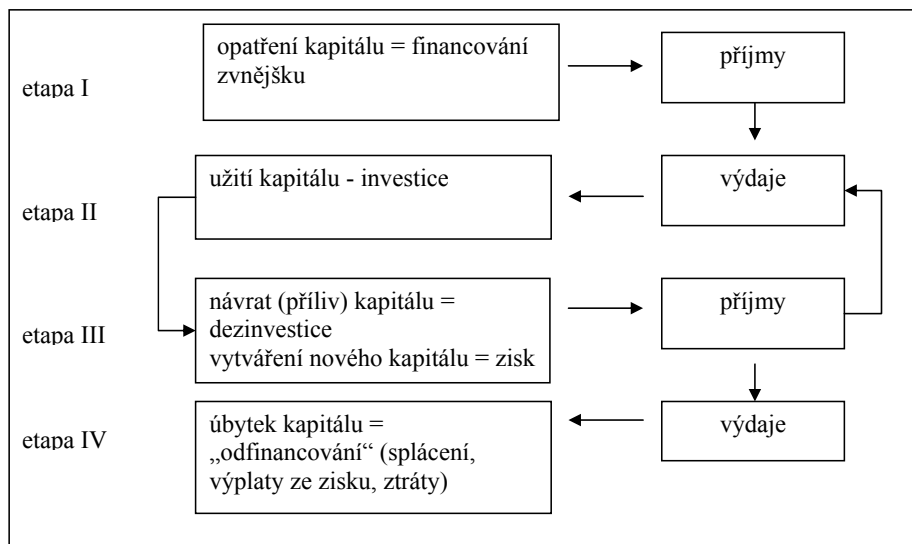 etapa I
opatření kapitálu = financování
zvnějšku
příjmy
etapa II
užití kapitálu - investice
výdaje
etapa III
návrat (příliv) kapitálu =
dezinvestice
vytváření nového kapitálu = zisk
příjmy
etapa IV
úbytek kapitálu =
„odfinancování“ (splácení,
výplaty ze zisku, ztráty)
výdaje